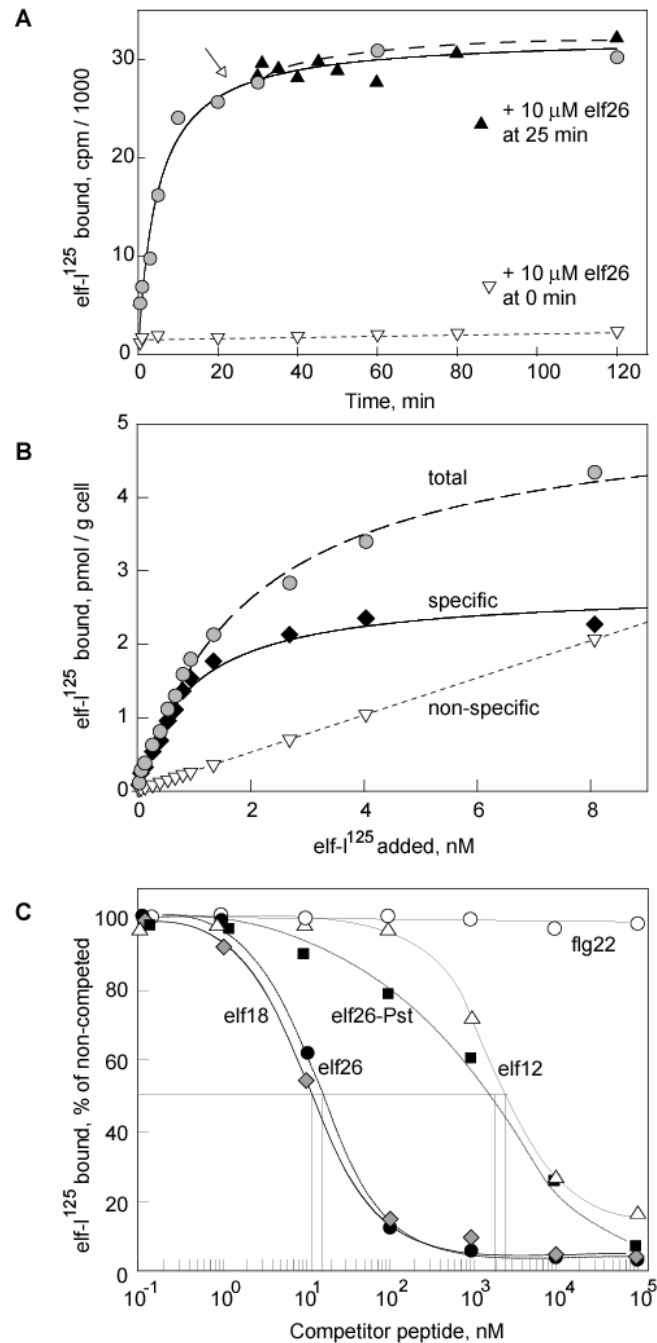 A
elf-I¹²⁵ bound, cpm / 1000
30
20
10
0
+ 10 μM elf26
at 25 min
+ 10 μM elf26
at 0 min
0 20 40 60 80 100 120
Time, min
B
elf-I¹²⁵ bound, pmol / g cell
5
4
3
2
1
0
total
specific
non-specific
0 2 4 6 8
elf-I¹²⁵ added, nM
C
elf-I¹²⁵ bound, % of non-competed
100
80
60
40
20
0
flg22
elf18
elf26-Pst
elf26
elf12
10⁻¹ 10⁰ 10¹ 10² 10³ 10⁴ 10⁵
Competitor peptide, nM